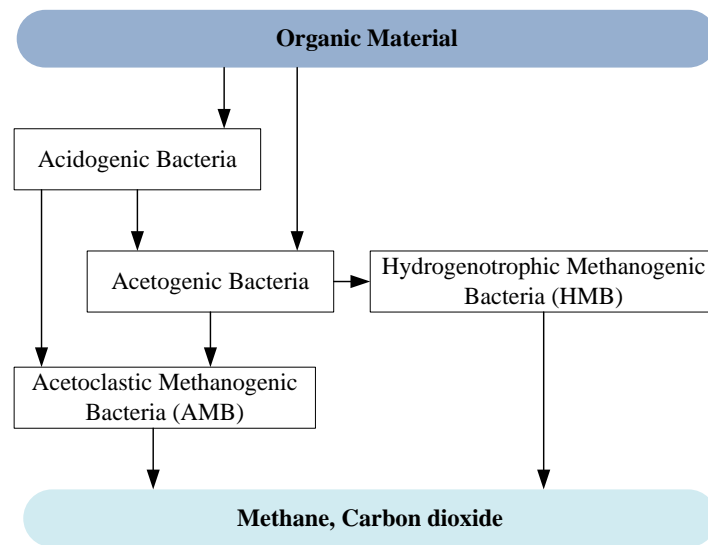 Organic Material
Acidogenic Bacteria
Acetogenic Bacteria
Hydrogenotrophic Methanogenic
Bacteria (HMB)
Acetoclastic Methanogenic
Bacteria (AMB)
Methane, Carbon dioxide